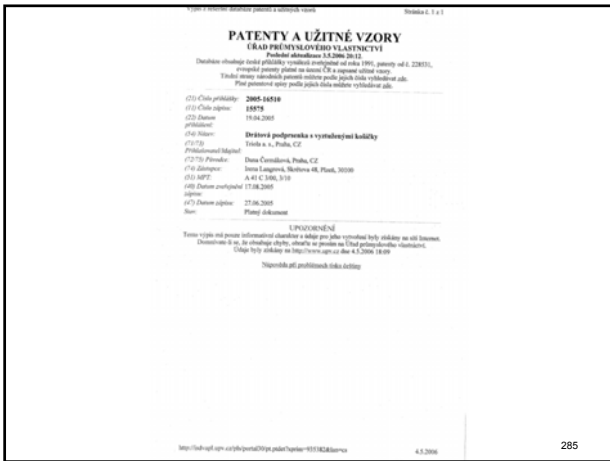 Výpis z rešeršní databáze patentů a užitných vzorů Stránka č. 1 z 1
PATENTY A UŽITNÉ VZORY
ÚŘAD PRŮMYSLOVÉHO VLASTNICTVÍ
Poslední aktualizace 3.5.2006 20:12
Databáze obsahuje české přihlášky vynálezů zveřejněné od roku 1991, patenty od č. 228531,
evropské patenty platné na území ČR a zapsané užitné vzory.
Titulní strany národních patentů můžete podle jejich čísla vyhledávat zde.
Plné patentové spisy podle jejich čísla můžete vyhledávat zde.
(21) Číslo přihlášky: 2005-16510
(11) Číslo zápisu: 15575
(22) Datum přihlášení: 19.04.2005
(54) Název: Drátová podprsenka s vyztuženými košíčky
(71/73) Přihlašovatel/Majitel: Triola a. s., Praha, CZ
(72/75) Původce: Dana Čermáková, Praha, CZ
(74) Zástupce: Irena Langrová, Skrétova 48, Plzeň, 30100
(51) MPT: A 41 C 3/00, 3/10
(40) Datum zveřejnění zápisu: 17.08.2005
(47) Datum zápisu: 27.06.2005
Stav: Platný dokument
UPOZORNĚNÍ
Tento výpis má pouze informativní charakter a údaje pro jeho vytvoření byly získány na síti Internet.
Domníváte-li se, že obsahuje chyby, obraťte se prosím na Úřad průmyslového vlastnictví.
Údaje byly získány na http://www.upv.cz dne 4.5.2006 18:09
Nápověda při problémech tisku češtiny
4.5.2006
285